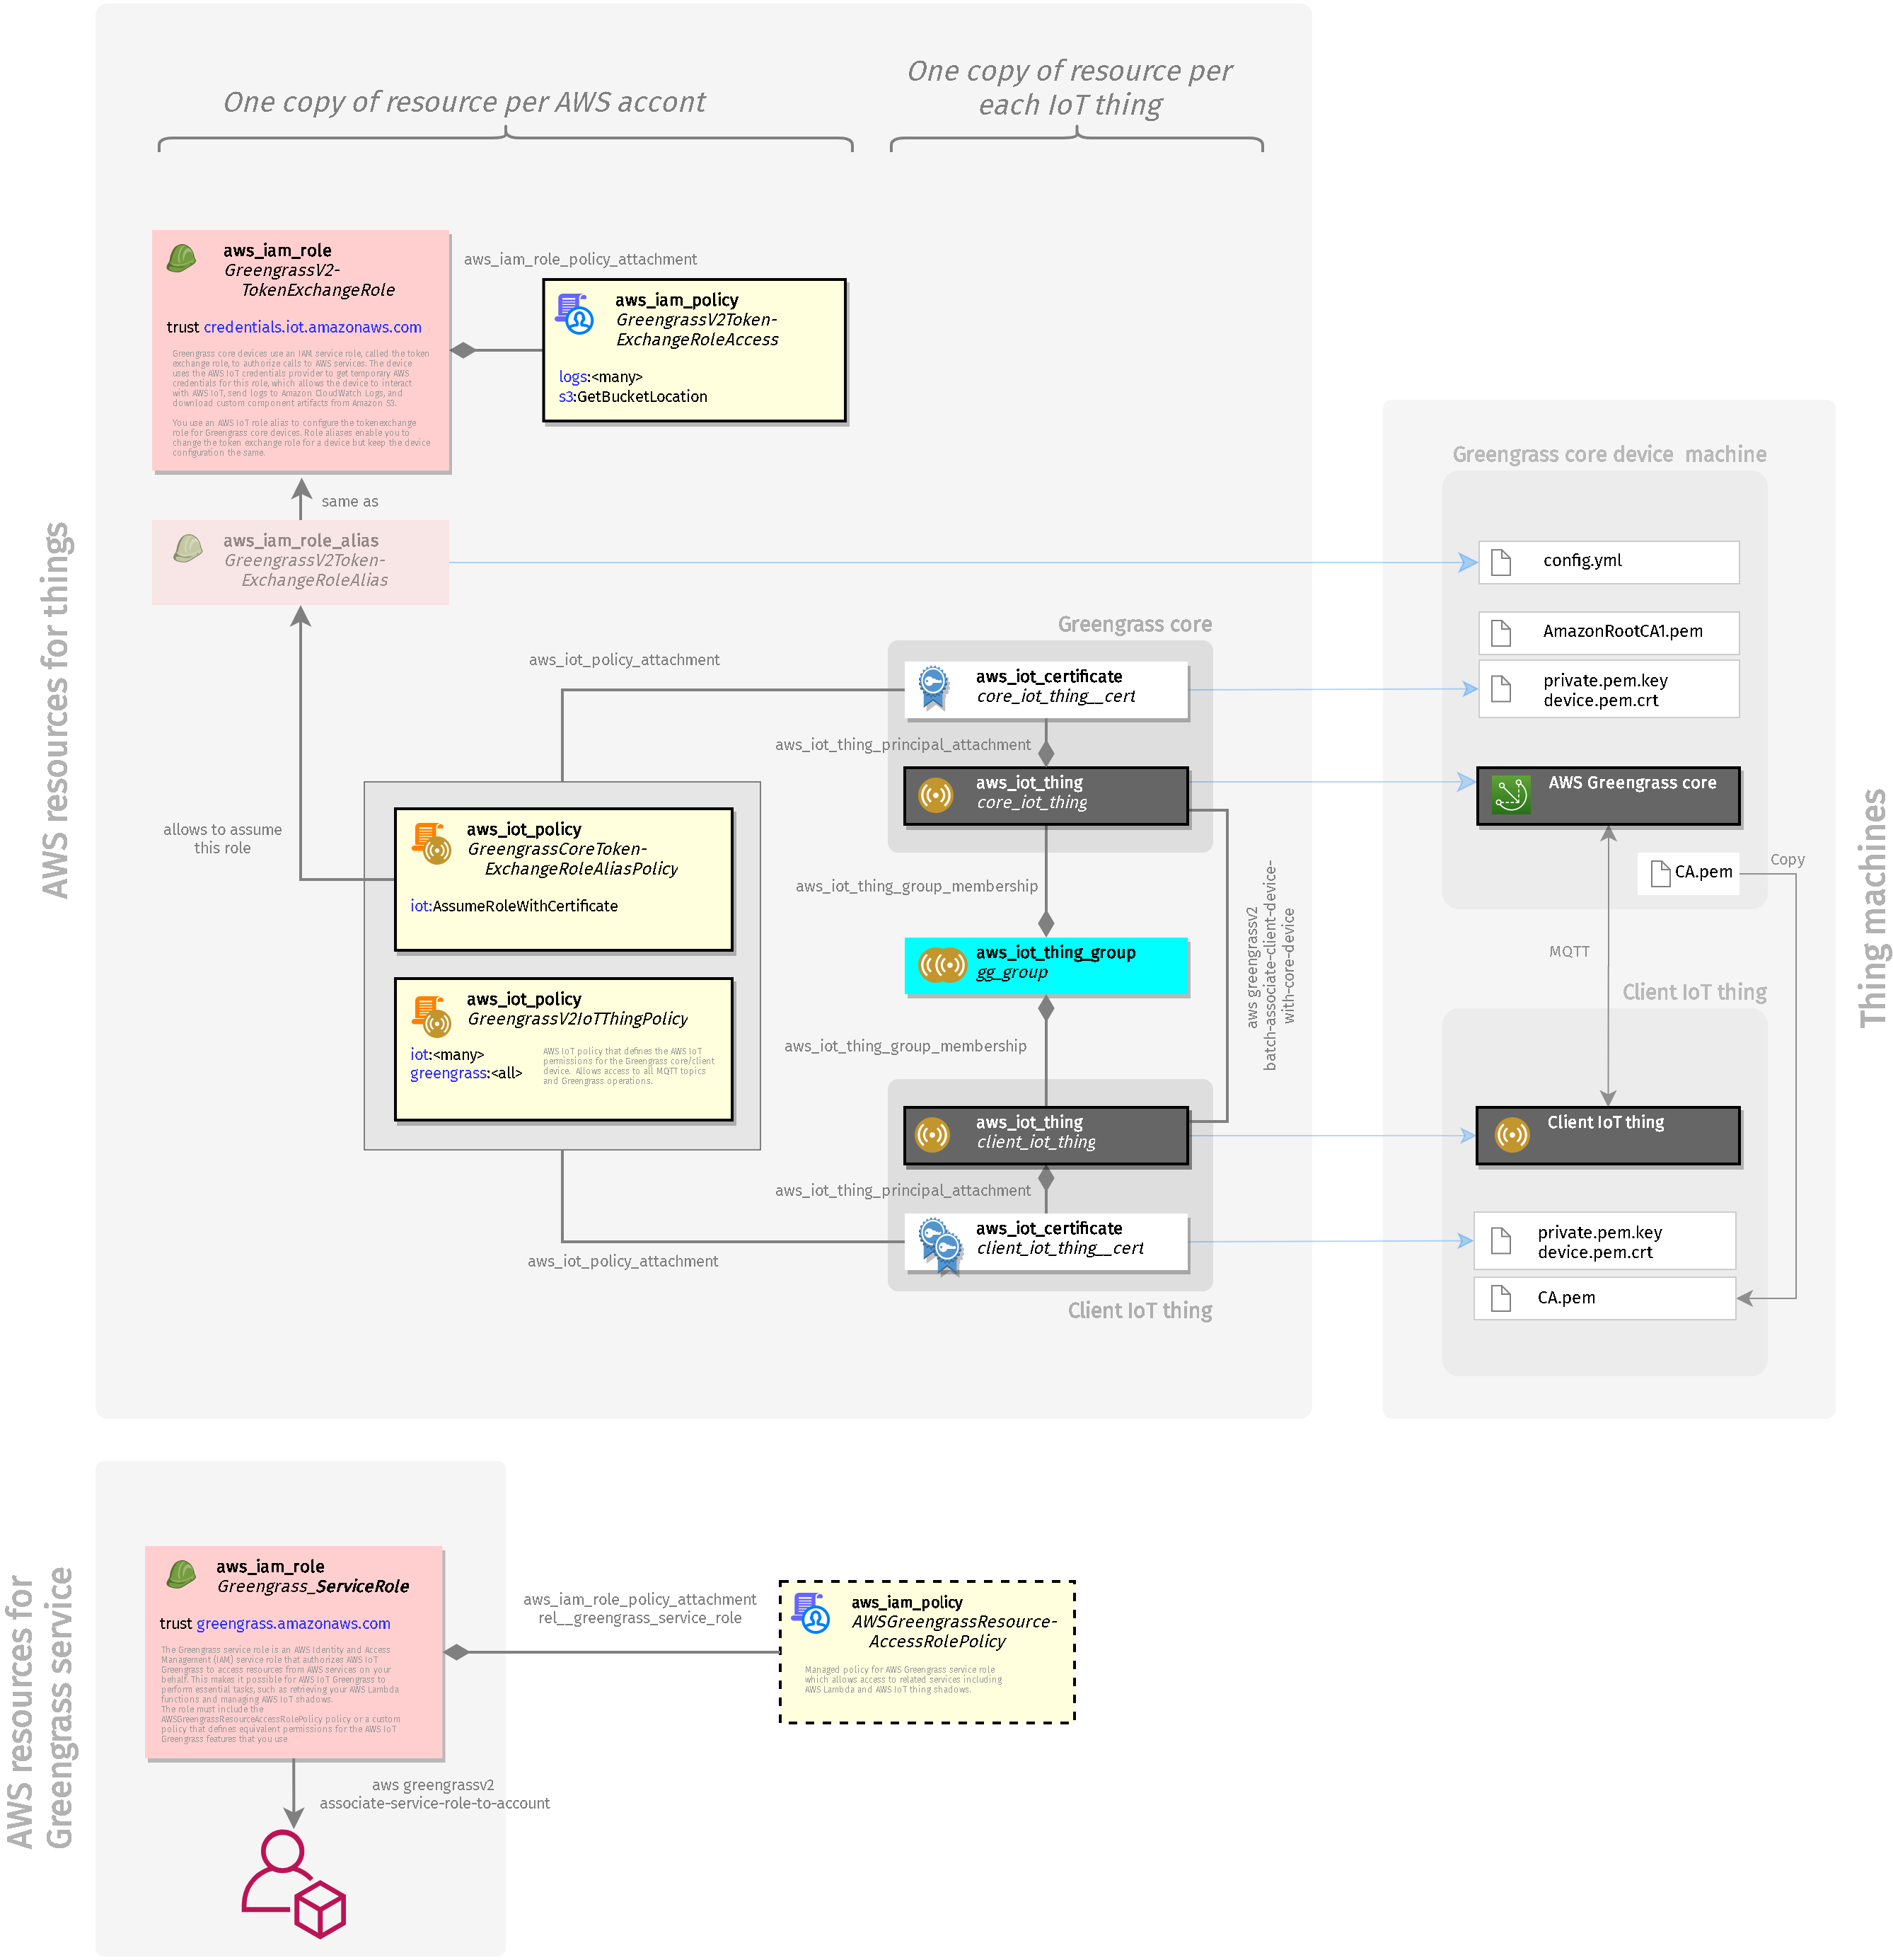 One copy of resource per AWS accont
One copy of resource per
each IoT thing
AWS resources for things
aws_iam_role
GreengrassV2-
TokenExchangeRole
trust credentials.iot.amazonaws.com
Greengrass core devices use an IAM service role, called the token
exchange role, to authorize calls to AWS services. The device
uses the AWS IoT credentials provider to get temporary AWS
credentials for this role, which allows the device to interact
with AWS IoT, send logs to Amazon CloudWatch Logs, and
download custom component artifacts from Amazon S3.
You use an AWS IoT role alias to configure the tokenexchange
role for Greengrass core devices. Role aliases enable you to
change the token exchange role for a device but keep the device
configuration the same.
aws_iam_role_policy_attachment
aws_iam_policy
GreengrassV2Token-
ExchangeRoleAccess
logs:<many>
s3:GetBucketLocation
same as
aws_iam_role_alias
GreengrassV2Token-
ExchangeRoleAlias
allows to assume
this role
aws_iot_policy_attachment
aws_iot_policy
GreengrassCoreToken-
ExchangeRoleAliasPolicy
iot:AssumeRoleWithCertificate
aws_iot_policy
GreengrassV2IoTThingPolicy
iot:<many>
greengrass:<all>
AWS IoT policy that defines the AWS IoT
permissions for the Greengrass core/client
device. Allows access to all MQTT topics
and Greengrass operations.
aws_iot_policy_attachment
Greengrass core
aws_iot_certificate
core_iot_thing__cert
aws_iot_thing_principal_attachment
aws_iot_thing
core_iot_thing
aws_iot_thing_group_membership
aws_iot_thing_group
gg_group
aws_iot_thing_group_membership
aws greengrassv2
batch-associate-client-device-
with-core-device
aws_iot_thing
client_iot_thing
aws_iot_thing_principal_attachment
aws_iot_certificate
client_iot_thing__cert
Client IoT thing
Thing machines
Greengrass core device machine
config.yml
AmazonRootCA1.pem
private.pem.key
device.pem.crt
AWS Greengrass core
CA.pem
Copy
MQTT
Client IoT thing
Client IoT thing
private.pem.key
device.pem.crt
CA.pem
AWS resources for
Greengrass service
aws_iam_role
Greengrass_ServiceRole
trust greengrass.amazonaws.com
The Greengrass service role is an AWS Identity and Access
Management (IAM) service role that authorizes AWS IoT
Greengrass to access resources from AWS services on your
behalf. This makes it possible for AWS IoT Greengrass to
perform essential tasks, such as retrieving your AWS Lambda
functions and managing AWS IoT shadows.
The role must include the
AWSGreengrassResourceAccessRolePolicy policy or a custom
policy that defines equivalent permissions for the AWS IoT
Greengrass features that you use
aws_iam_role_policy_attachment
rel__greengrass_service_role
aws_iam_policy
AWSGreengrassResource-
AccessRolePolicy
Managed policy for AWS Greengrass service role
which allows access to related services including
AWS Lambda and AWS IoT thing shadows.
aws greengrassv2
associate-service-role-to-account